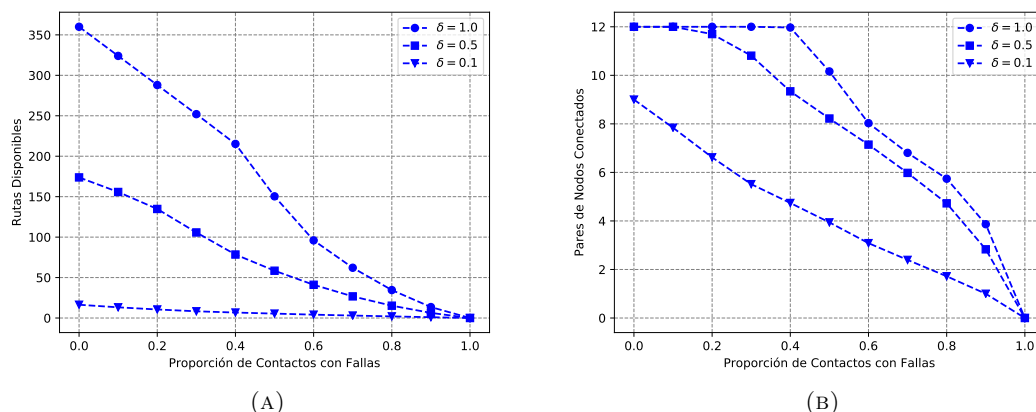 350
300
250
200
150
100
50
0
Rutas Disponibles
δ = 1.0
δ = 0.5
δ = 0.1
0.0 0.2 0.4 0.6 0.8 1.0
Proporción de Contactos con Fallas
(A)
12
10
8
6
4
2
0
Pares de Nodos Conectados
δ = 1.0
δ = 0.5
δ = 0.1
0.0 0.2 0.4 0.6 0.8 1.0
Proporción de Contactos con Fallas
(B)